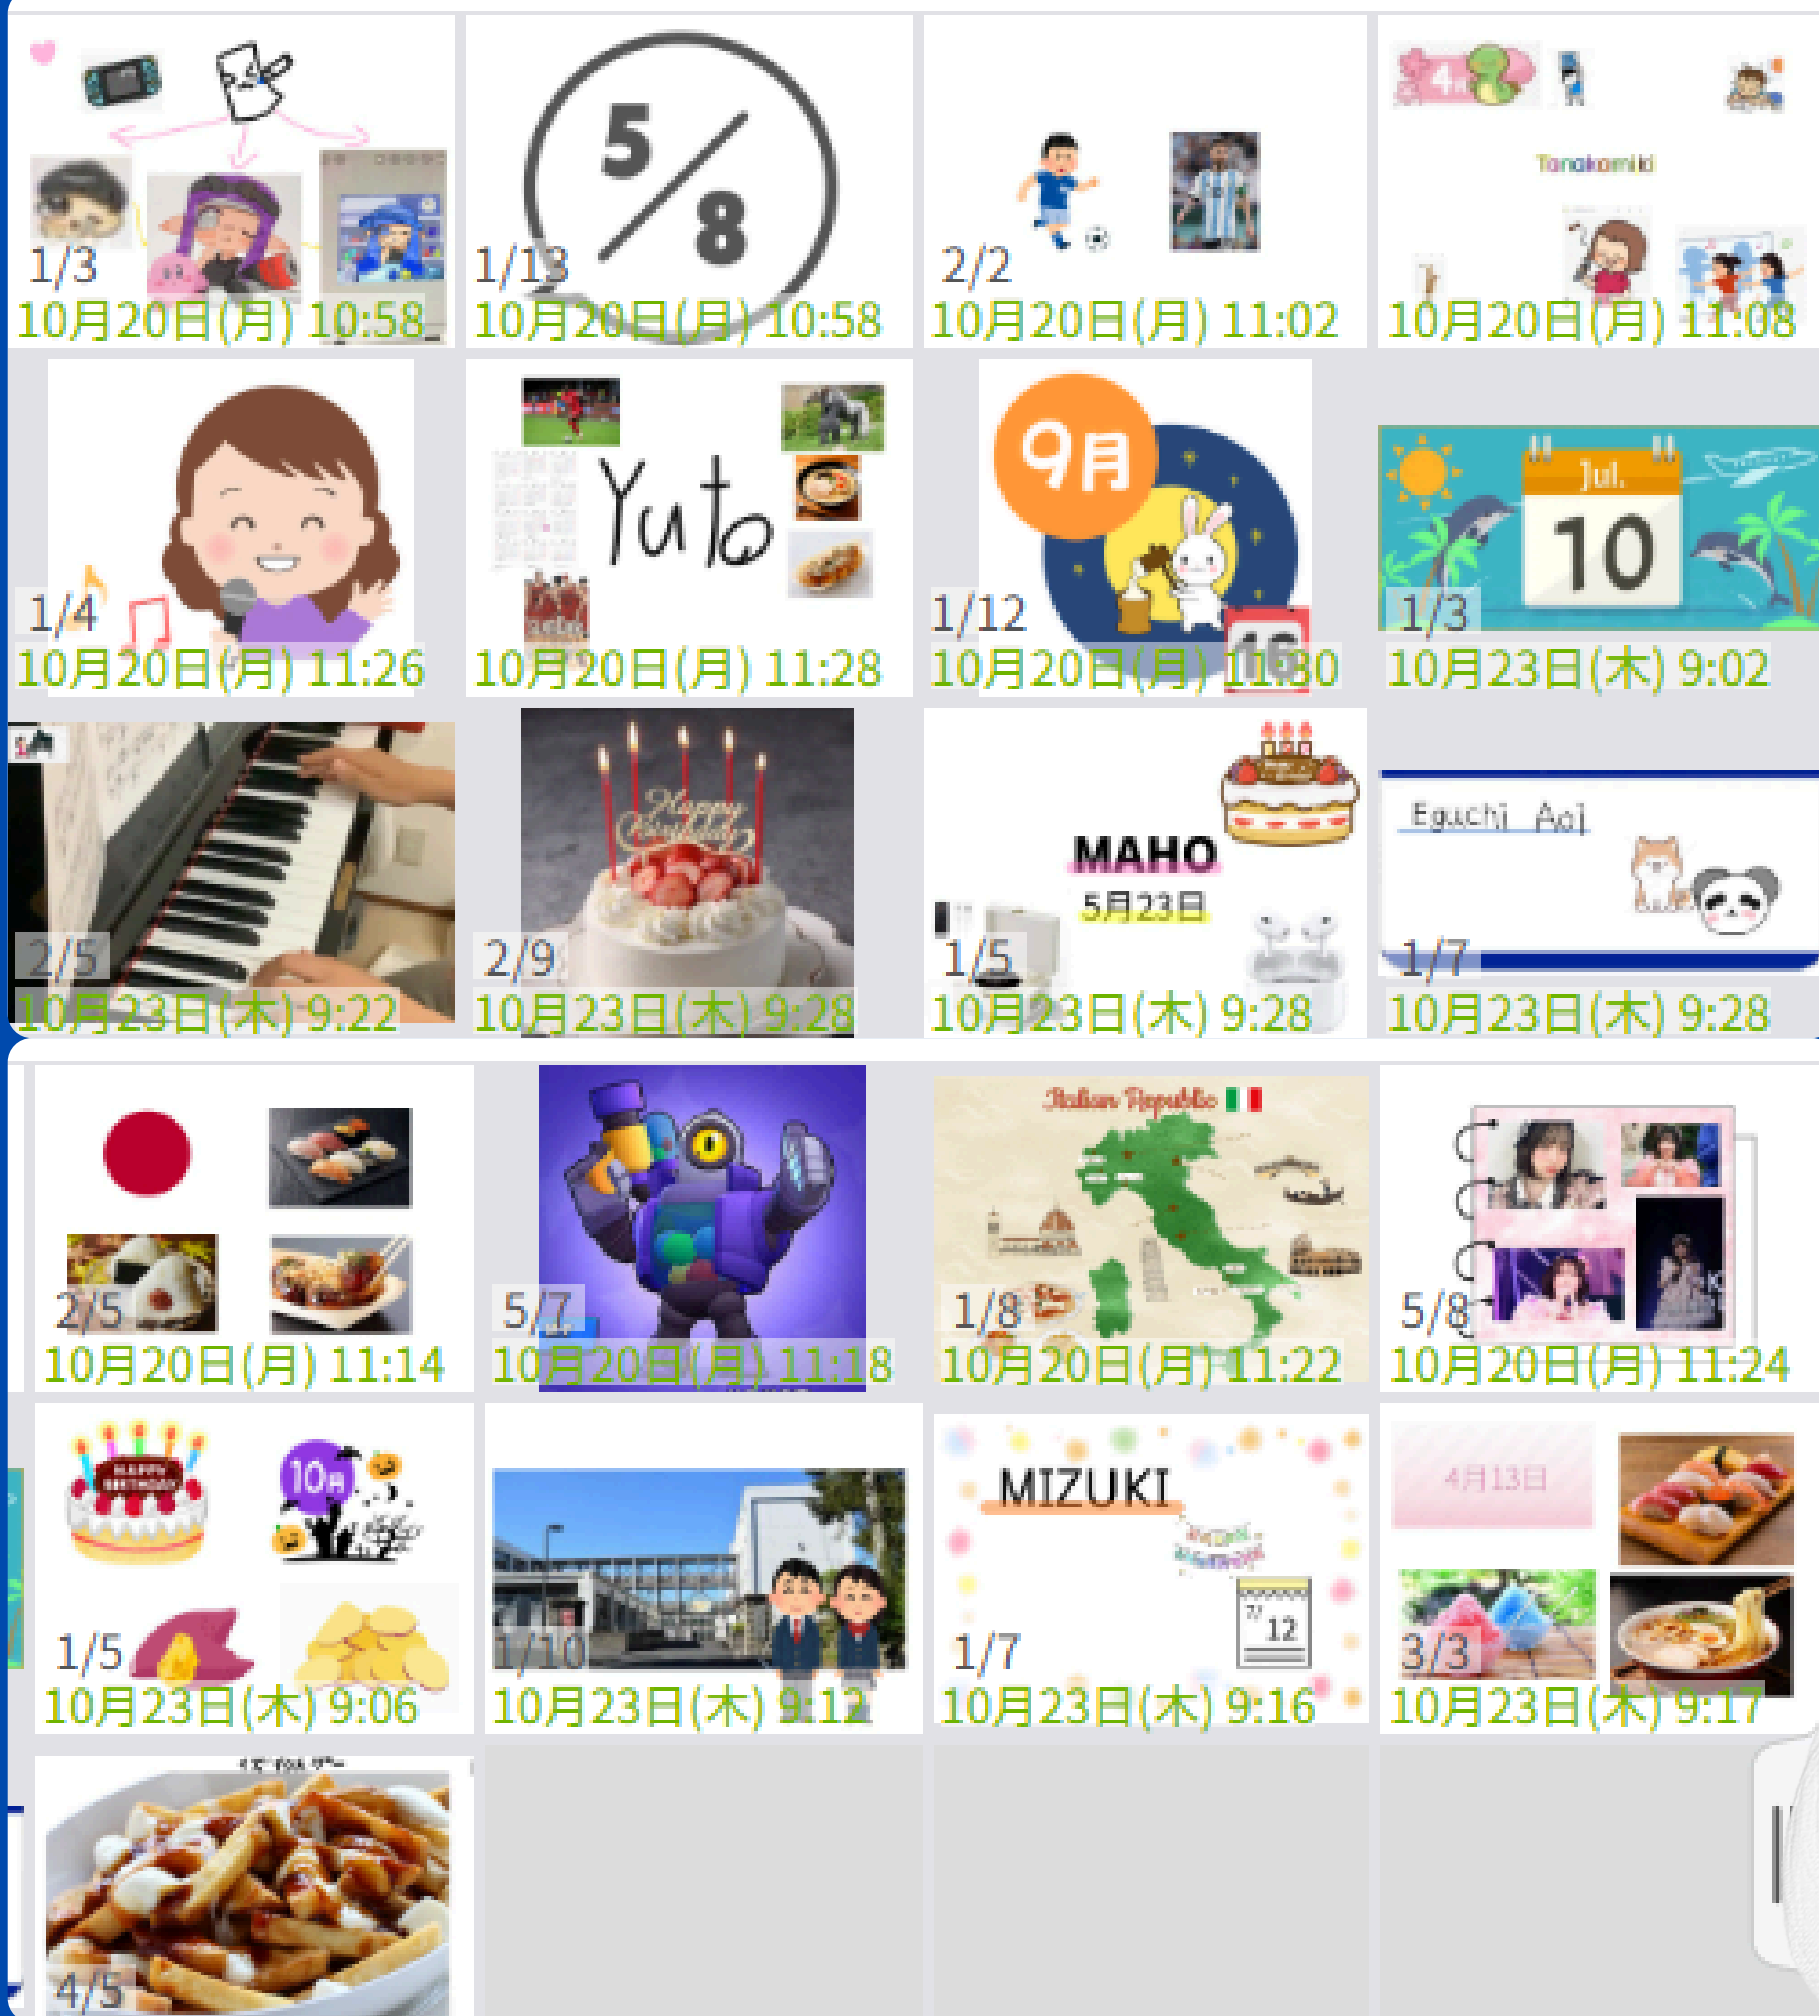 1/3
10月20日(月) 10:58
5/8
1/13
10月20日(月) 10:58
2/2
10月20日(月) 11:02
4月
Tanakamiki
10月20日(月) 11:08
1/4
10月20日(月) 11:26
Yuto
10月20日(月) 11:28
9月
16
1/12
10月20日(月) 11:30
Jul.
10
1/3
10月23日(木) 9:02
2/5
10月23日(木) 9:22
Happy
Birthday
2/9
10月23日(木) 9:28
MAHO
5月23日
1/5
10月23日(木) 9:28
Eguchi Aoi
1/7
10月23日(木) 9:28
2/5
10月20日(月) 11:14
5/7
10月20日(月) 11:18
Italian Republic
1/8
10月20日(月) 11:22
5/8
10月20日(月) 11:24
HAPPY
BIRTHDAY
10月
1/5
10月23日(木) 9:06
1/10
10月23日(木) 9:12
MIZUKI
7/
12
1/7
10月23日(木) 9:16
4月13日
3/3
10月23日(木) 9:17
4/5